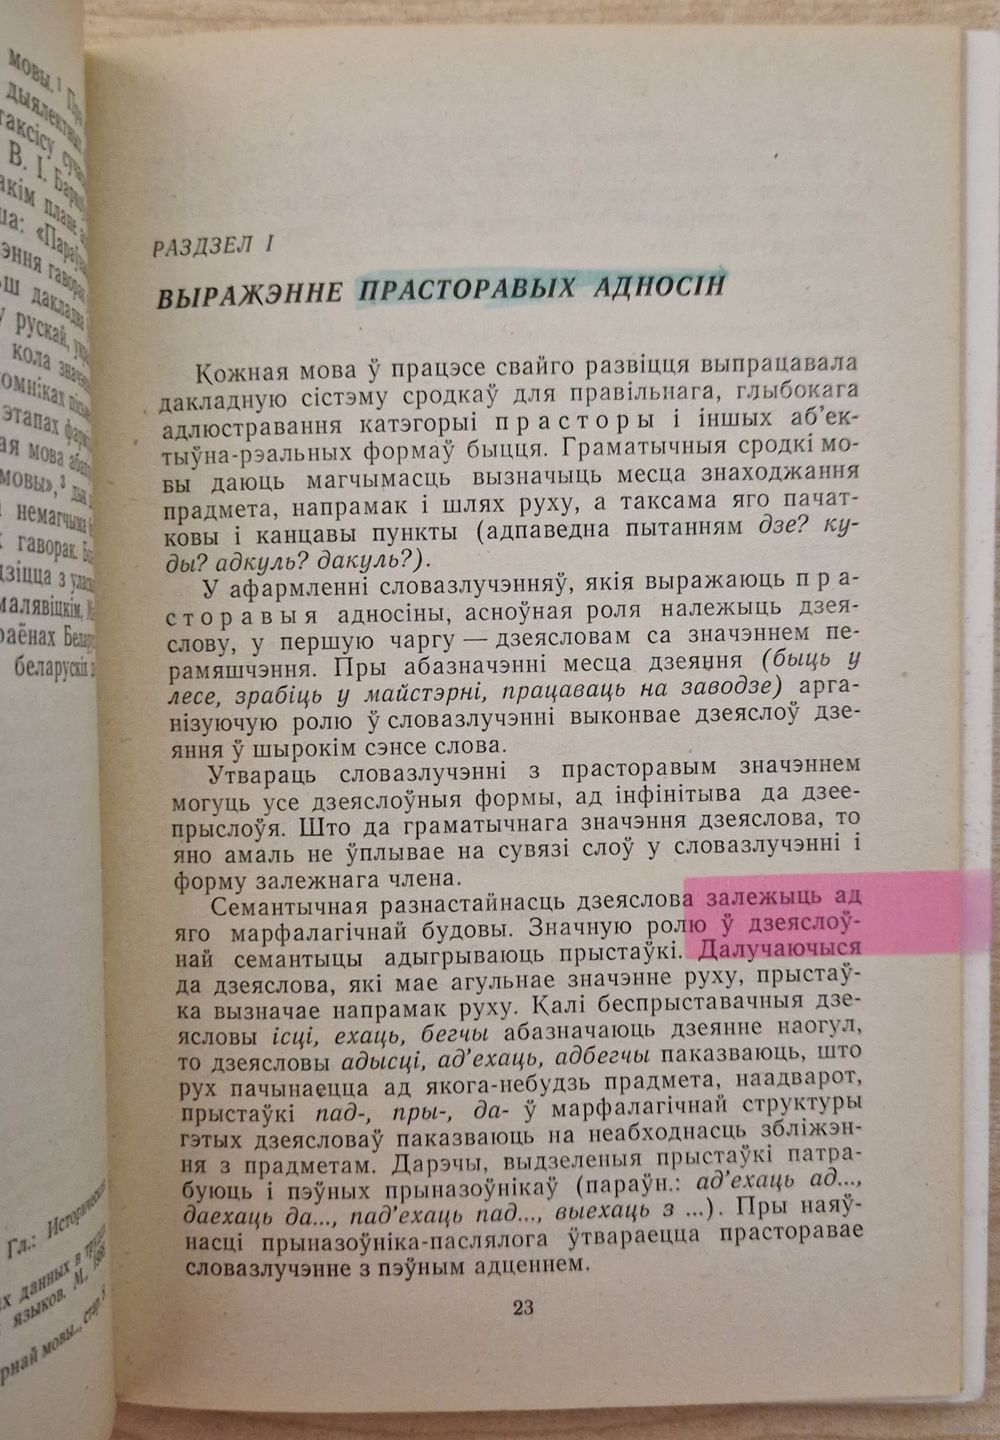 мовы.¹
В. І.
РАЗДЗЕЛ І
ВЫРАЖЭННЕ ПРАСТОРАВЫХ АДНОСІН
Кожная мова ў працэсе свайго развіцця выпрацавала
дакладную сістэму сродкаў для правільнага, глыбокага
адлюстравання катэгорыі п р а с т о р ы і іншых аб'ек-
тыўна-рэальных формаў быцця. Граматычныя сродкі мо-
вы даюць магчымасць вызначыць месца знаходжання
прадмета, напрамак і шлях руху, а таксама яго пачат-
ковы і канцавы пункты (адпаведна пытанням дзе? ку-
ды? адкуль? дакуль?).
У афармленні словазлучэнняў, якія выражаюць п р а-
с т о р а в ы я адносіны, асноўная роля належыць дзея-
слову, у першую чаргу — дзеясловам са значэннем пе-
рамяшчэння. Пры абазначэнні месца дзеяння (быць у
лесе, зрабіць у майстэрні, працаваць на заводзе) арга-
нізуючую ролю ў словазлучэнні выконвае дзеяслоў дзе-
яння ў шырокім сэнсе слова.
Утвараць словазлучэнні з прасторавым значэннем
могуць усе дзеяслоўныя формы, ад інфінітыва да дзее-
прыслоўя. Што да граматычнага значэння дзеяслова, то
яно амаль не ўплывае на сувязі слоў у словазлучэнні і
форму залежнага члена.
Семантычная разнастайнасць дзеяслова залежыць ад
яго марфалагічнай будовы. Значную ролю ў дзеяслоў-
най семантыцы адыгрываюць прыстаўкі. Далучаючыся
да дзеяслова, які мае агульнае значэнне руху, прыстаў-
ка вызначае напрамак руху. Калі беспрыставачныя дзе-
ясловы ісці, ехаць, бегчы абазначаюць дзеянне наогул,
то дзеясловы адысці, ад'ехаць, адбегчы паказваюць, што
рух пачынаецца ад якога-небудзь прадмета, наадварот,
прыстаўкі пад-, пры-, да- ў марфалагічнай структуры
гэтых дзеясловаў паказваюць на неабходнасць збліжэн-
ня з прадметам. Дарэчы, выдзеленыя прыстаўкі патра-
буюць і пэўных прыназоўнікаў (параўн.: ад'ехаць ад...,
даехаць да..., пад'ехаць пад..., выехаць з ...). Пры наяў-
насці прыназоўніка-паслялога ўтвараецца прасторавае
словазлучэнне з пэўным адценнем.
23